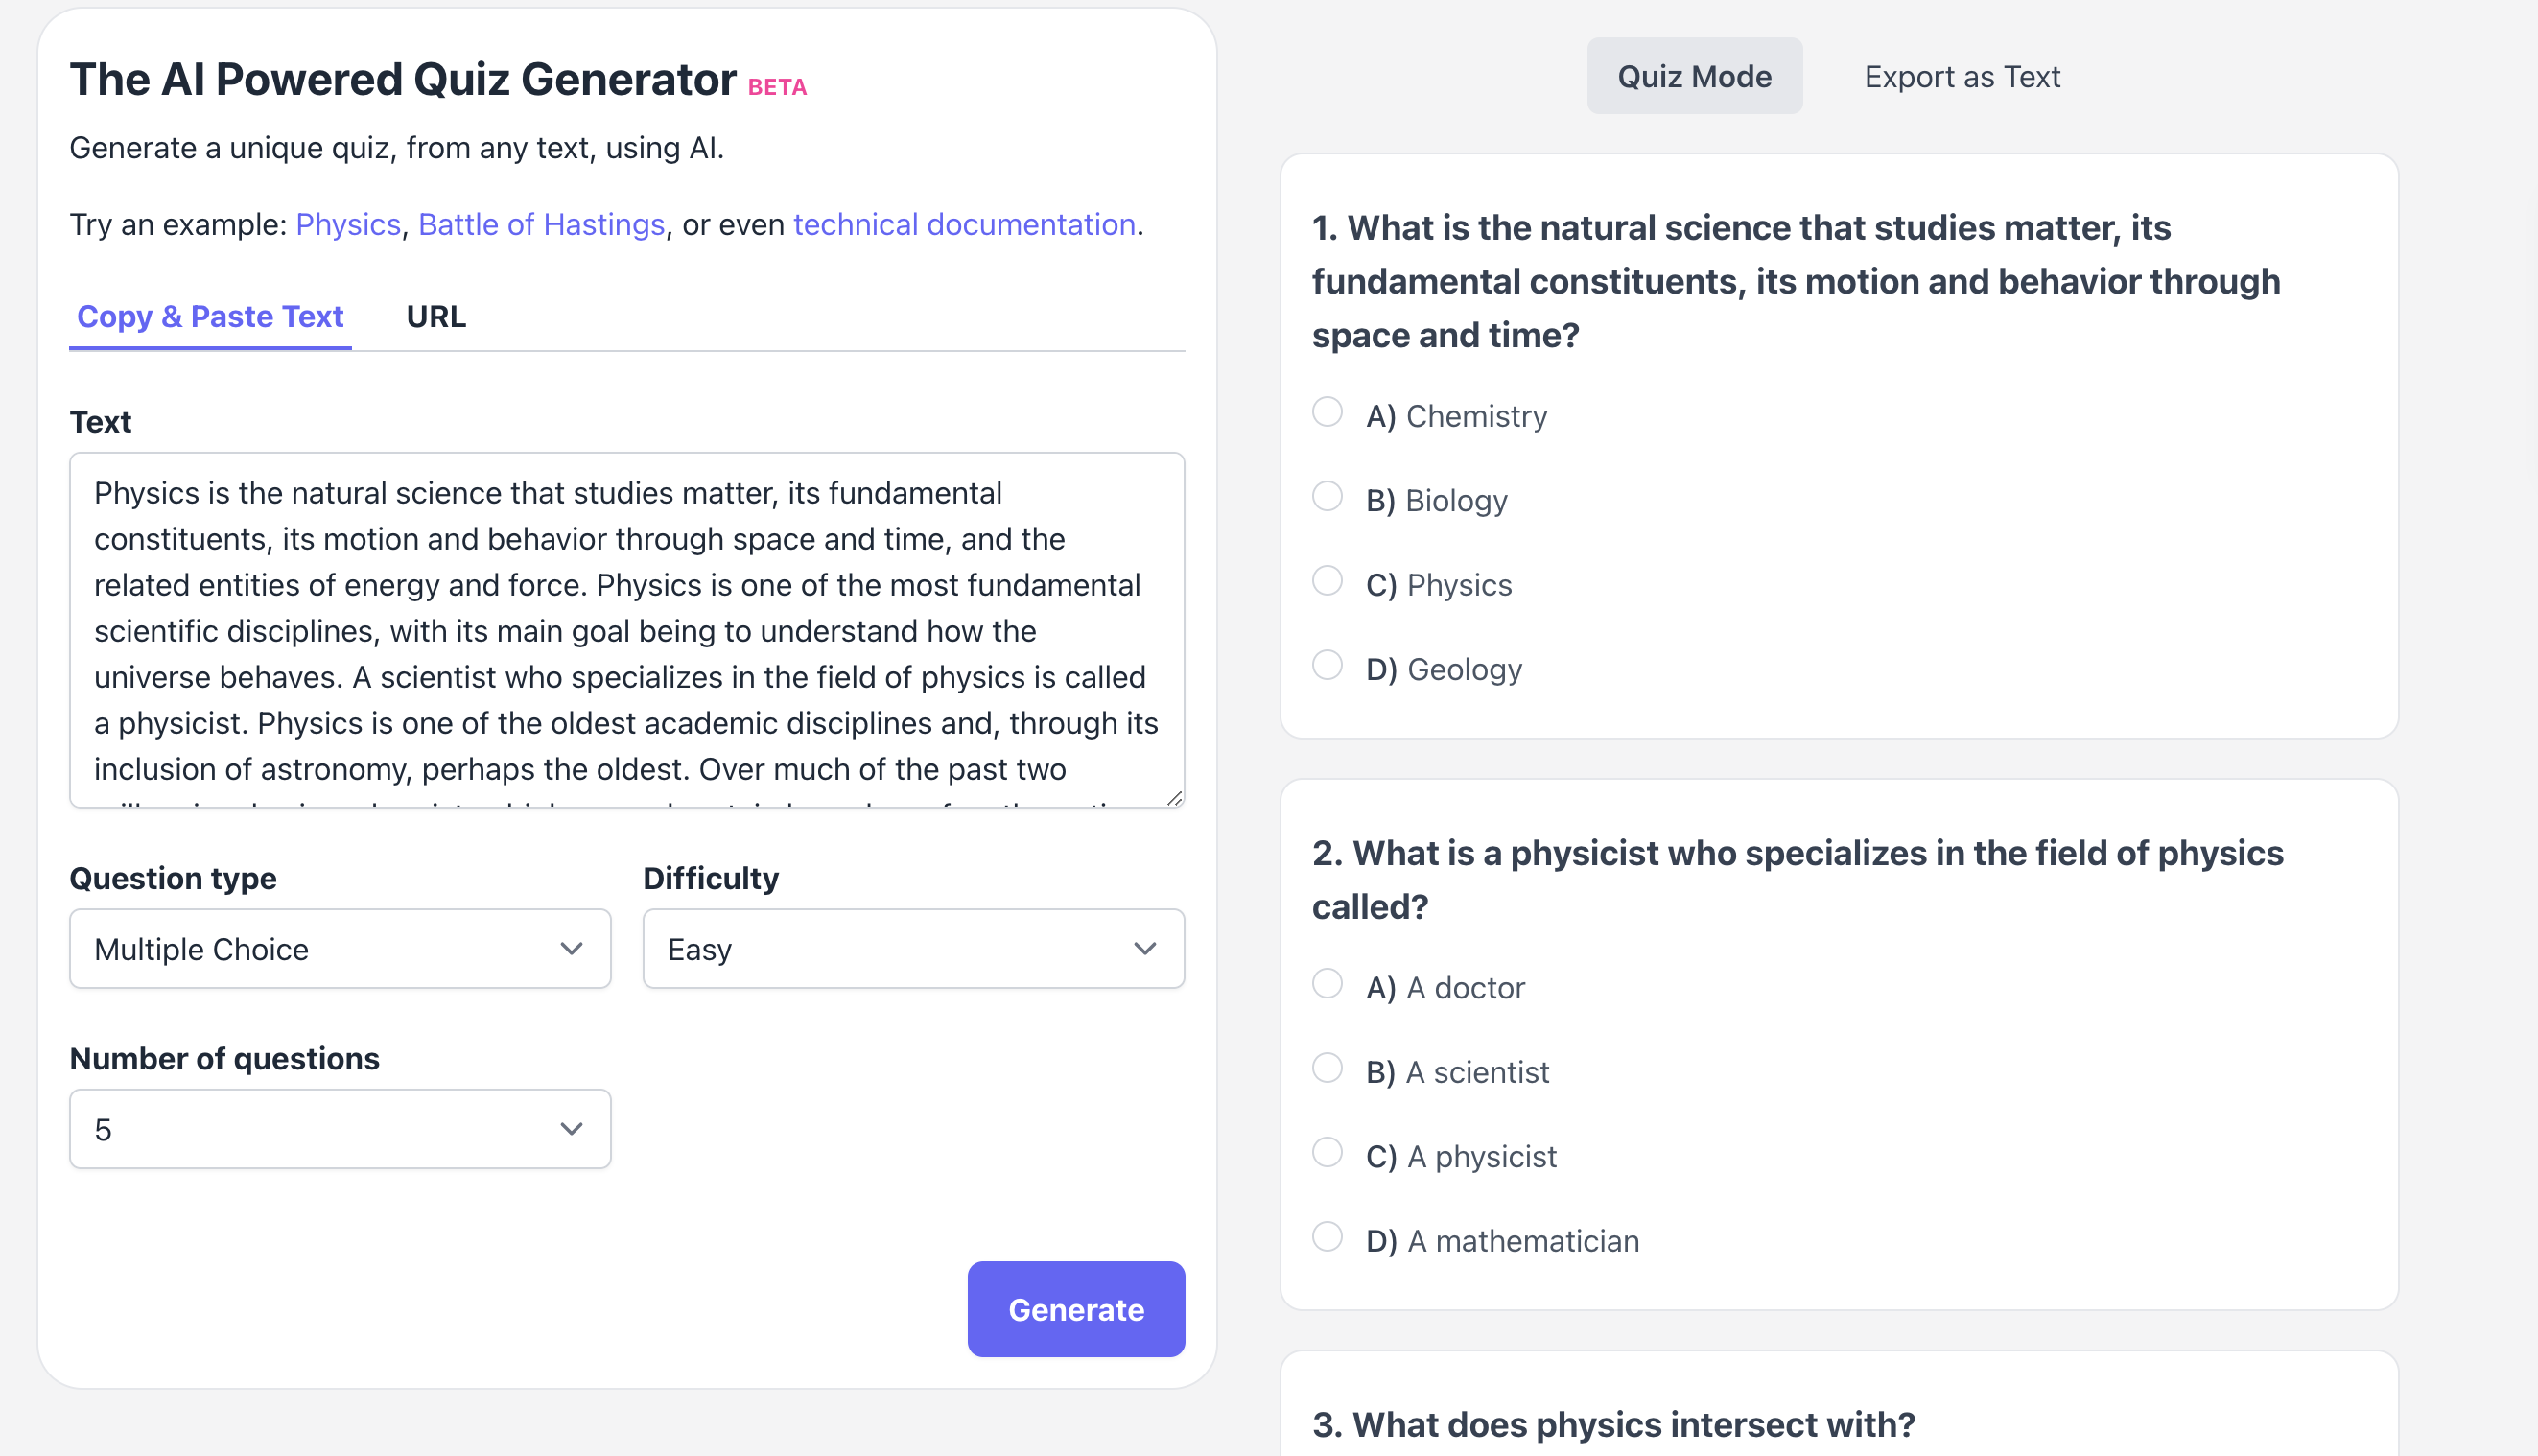 The AI Powered Quiz Generator BETA
Generate a unique quiz, from any text, using AI.
Try an example: Physics, Battle of Hastings, or even technical documentation.
Copy & Paste Text URL
Text
Physics is the natural science that studies matter, its fundamental
constituents, its motion and behavior through space and time, and the
related entities of energy and force. Physics is one of the most fundamental
scientific disciplines, with its main goal being to understand how the
universe behaves. A scientist who specializes in the field of physics is called
a physicist. Physics is one of the oldest academic disciplines and, through its
inclusion of astronomy, perhaps the oldest. Over much of the past two
Question type Difficulty
Multiple Choice Easy
Number of questions
5
Generate
Quiz Mode Export as Text
1. What is the natural science that studies matter, its
fundamental constituents, its motion and behavior through
space and time?
A) Chemistry
B) Biology
C) Physics
D) Geology
2. What is a physicist who specializes in the field of physics
called?
A) A doctor
B) A scientist
C) A physicist
D) A mathematician
3. What does physics intersect with?